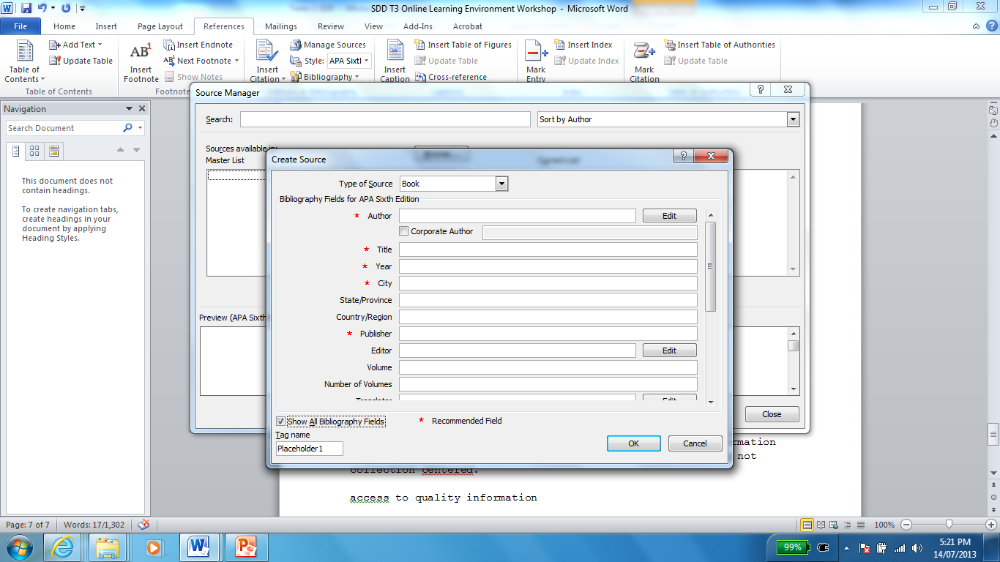 SDD T3 Online Learning Environment Workshop - Microsoft Word
File Home Insert Page Layout References Mailings Review View Add-Ins Acrobat
Table of Contents
Add Text
Update Table
Table of Contents
AB1
Insert Footnote
Insert Endnote
Next Footnote
Show Notes
Footnote
Insert Citation
Manage Sources
Style: APA Sixtl
Bibliography
Insert Caption
Insert Table of Figures
Update Table
Cross-reference
Mark Entry
Insert Index
Update Index
Mark Citation
Insert Table of Authorities
Update Table
Navigation
Search Document
This document does not
contain headings.
To create navigation tabs,
create headings in your
document by applying
Heading Styles.
Source Manager
Search:
Sort by Author
Sources available in:
Master List
Preview (APA Sixth
Close
Create Source
Type of Source Book
Bibliography Fields for APA Sixth Edition
* Author Edit
Corporate Author
* Title
* Year
* City
State/Province
Country/Region
* Publisher
Editor Edit
Volume
Number of Volumes
Translator Edit
Show All Bibliography Fields * Recommended Field
Tag name
Placeholder1
OK Cancel
rmation
not
collection centered.
access to quality information
Page: 7 of 7 Words: 17/1,302 100%
99% 5:21 PM
14/07/2013